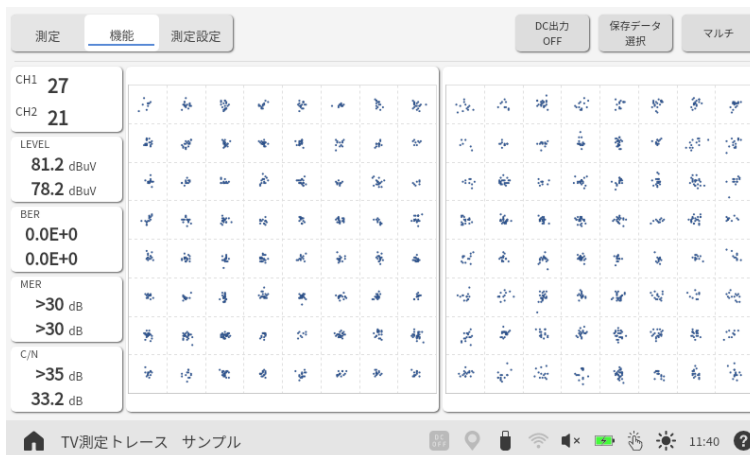 測定
機能
測定設定
DC出力
OFF
保存データ
選択
マルチ
CH1 27
CH2 21
LEVEL
81.2 dBuV
78.2 dBuV
BER
0.0E+0
0.0E+0
MER
>30 dB
>30 dB
C/N
>35 dB
33.2 dB
TV測定トレース サンプル
DC
OFF
11:40
?